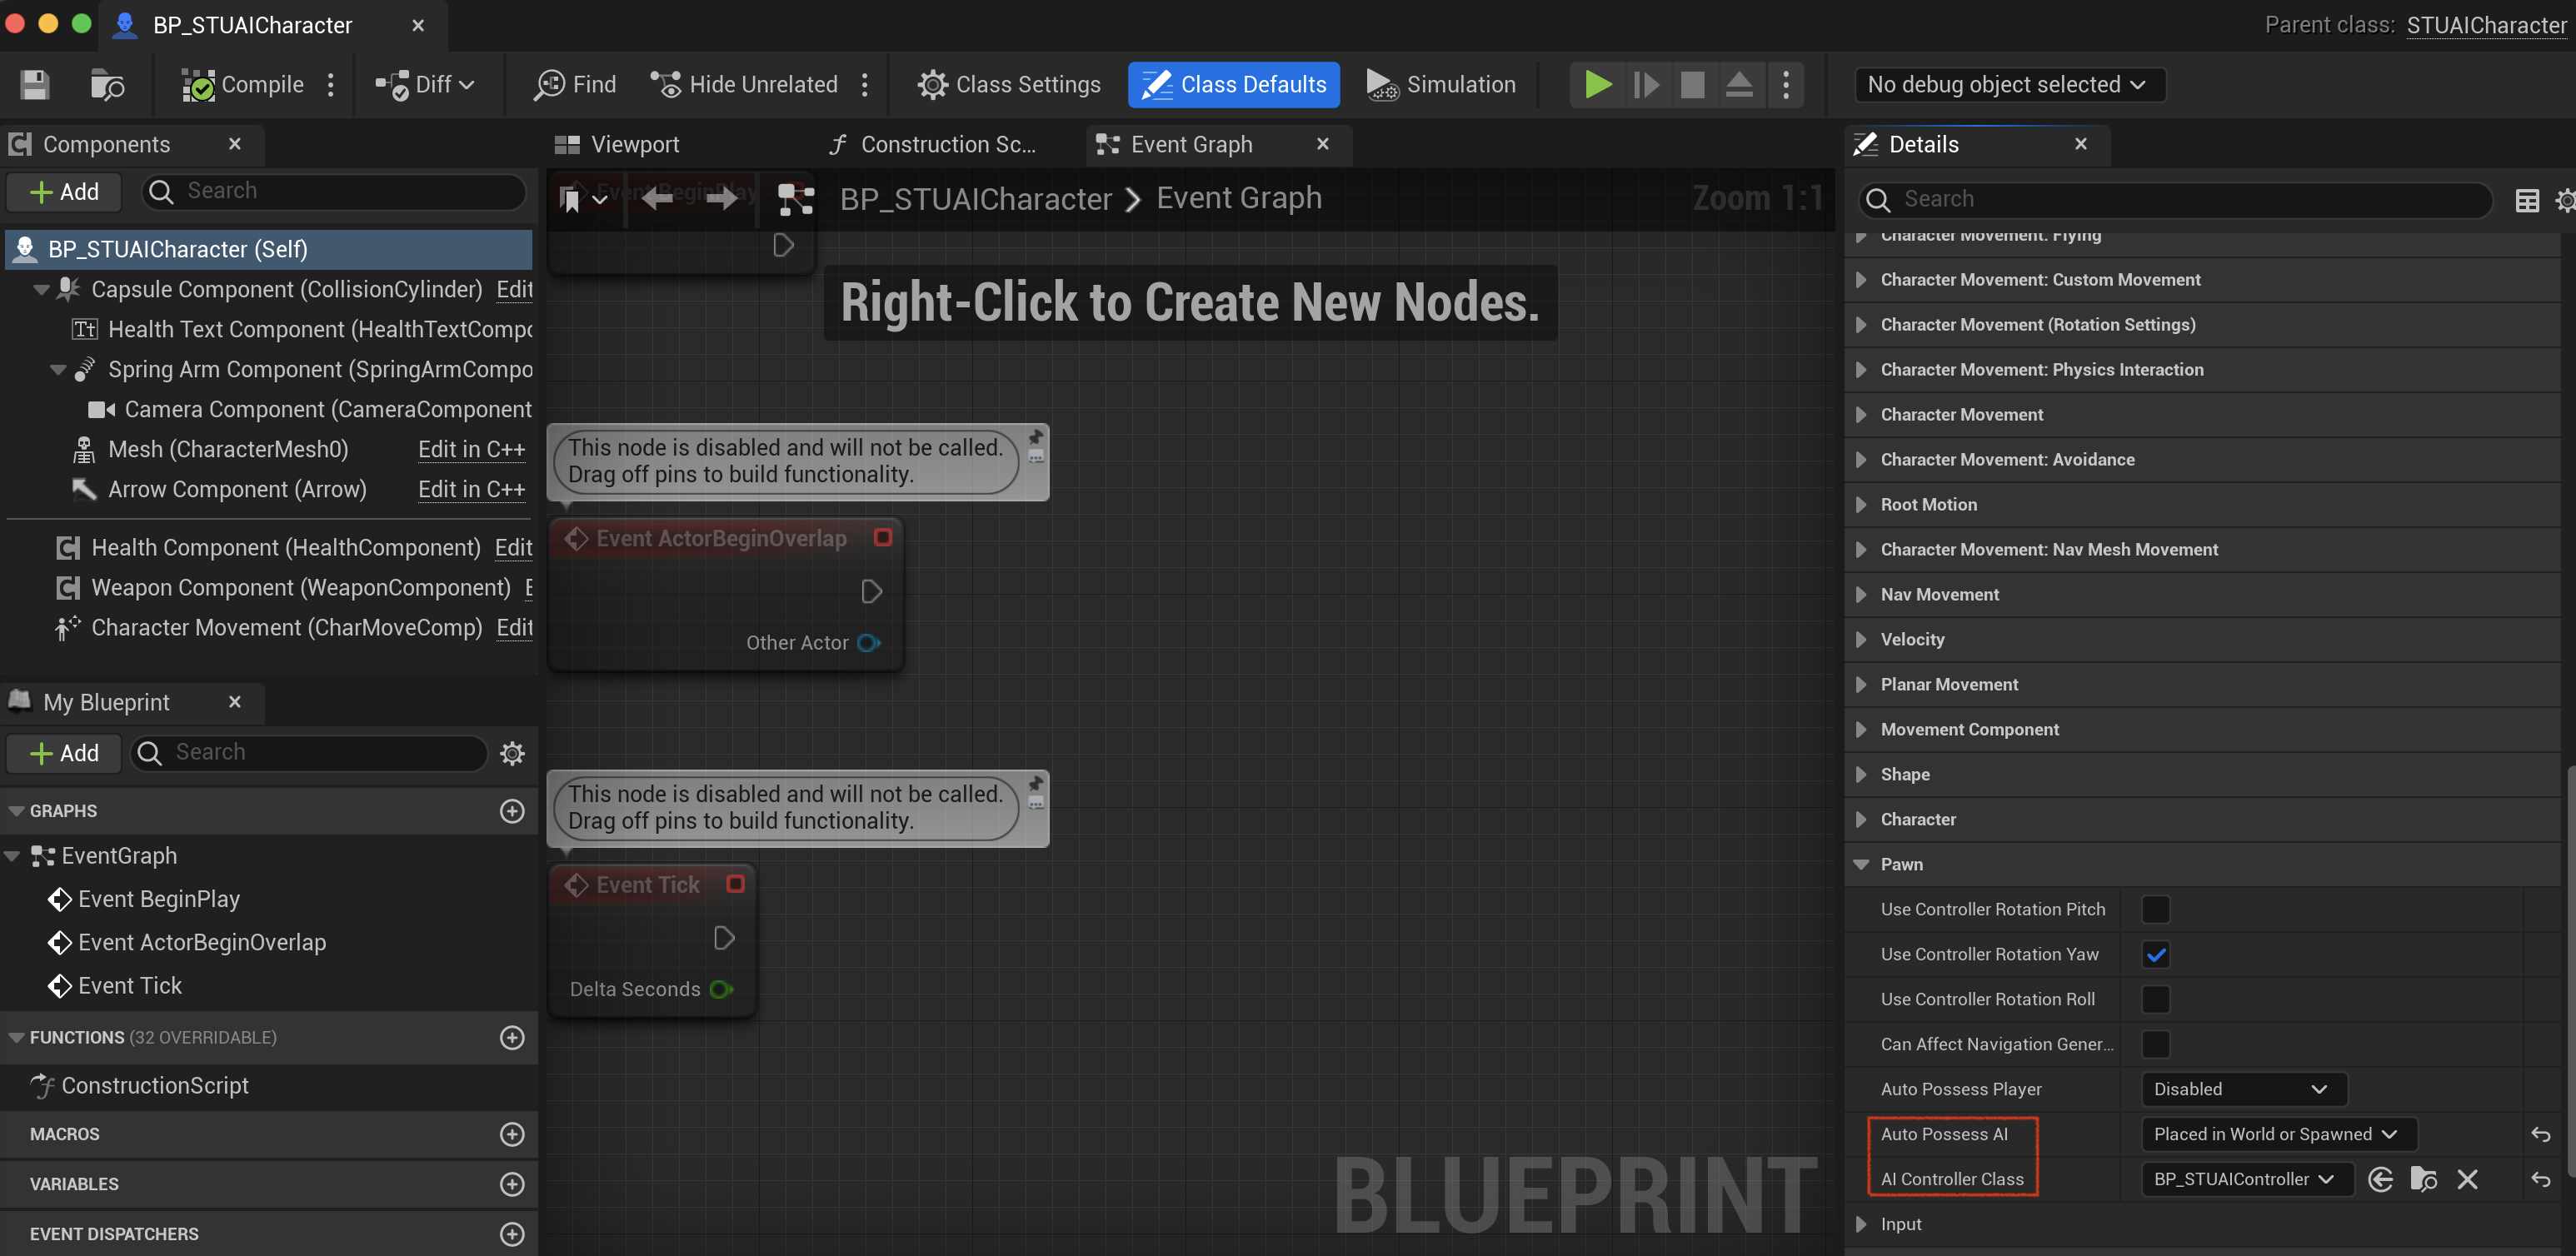 BP_STUAICharacter
Parent class: STUAICharacter
Compile
Diff
Find
Hide Unrelated
Class Settings
Class Defaults
Simulation
No debug object selected
Components
Add
Search
BP_STUAICharacter (Self)
Capsule Component (CollisionCylinder) Edit
Health Text Component (HealthTextCompo
Spring Arm Component (SpringArmCompo
Camera Component (CameraComponent
Mesh (CharacterMesh0) Edit in C++
Arrow Component (Arrow) Edit in C++
Health Component (HealthComponent) Edit
Weapon Component (WeaponComponent) E
Character Movement (CharMoveComp) Edit
My Blueprint
Add
Search
GRAPHS
EventGraph
Event BeginPlay
Event ActorBeginOverlap
Event Tick
FUNCTIONS (32 OVERRIDABLE)
ConstructionScript
MACROS
VARIABLES
EVENT DISPATCHERS
Viewport
Construction Sc...
Event Graph
Event BeginPlay
BP_STUAICharacter > Event Graph
Zoom 1:1
Right-Click to Create New Nodes.
This node is disabled and will not be called.
Drag off pins to build functionality.
Event ActorBeginOverlap
Other Actor
This node is disabled and will not be called.
Drag off pins to build functionality.
Event Tick
Delta Seconds
BLUEPRINT
Details
Search
Character Movement: Flying
Character Movement: Custom Movement
Character Movement (Rotation Settings)
Character Movement: Physics Interaction
Character Movement
Character Movement: Avoidance
Root Motion
Character Movement: Nav Mesh Movement
Nav Movement
Velocity
Planar Movement
Movement Component
Shape
Character
Pawn
Use Controller Rotation Pitch
Use Controller Rotation Yaw
Use Controller Rotation Roll
Can Affect Navigation Gener...
Auto Possess Player Disabled
Auto Possess AI Placed in World or Spawned
AI Controller Class BP_STUAIController
Input